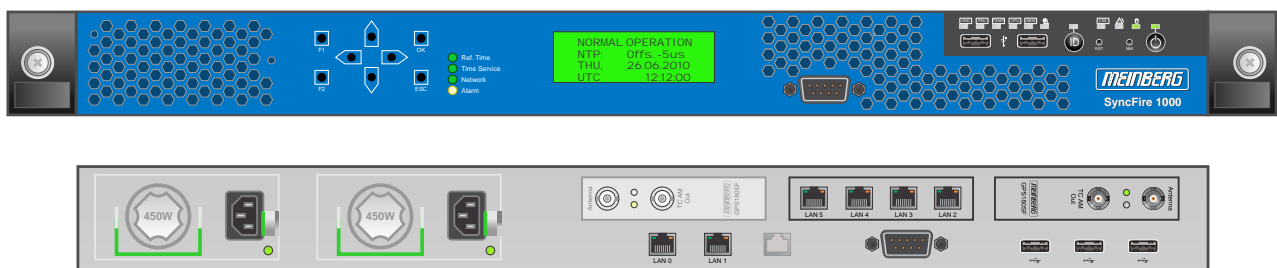 F1
OK
F2
ESC
Ref. Time
Time Service
Network
Alarm
NORMAL OPERATION
NTP: Offs. -5us
THU, 26.06.2010
UTC 12:12:00
ID
RST
NMI
MEINBERG
SyncFire 1000
450W
450W
Antenna
TC AM
Out
MEINBERG
GPS180SF
LAN 5
LAN 4
LAN 3
LAN 2
GPS180SF
MEINBERG
TC AM
Out
Antenna
LAN 0
LAN 1